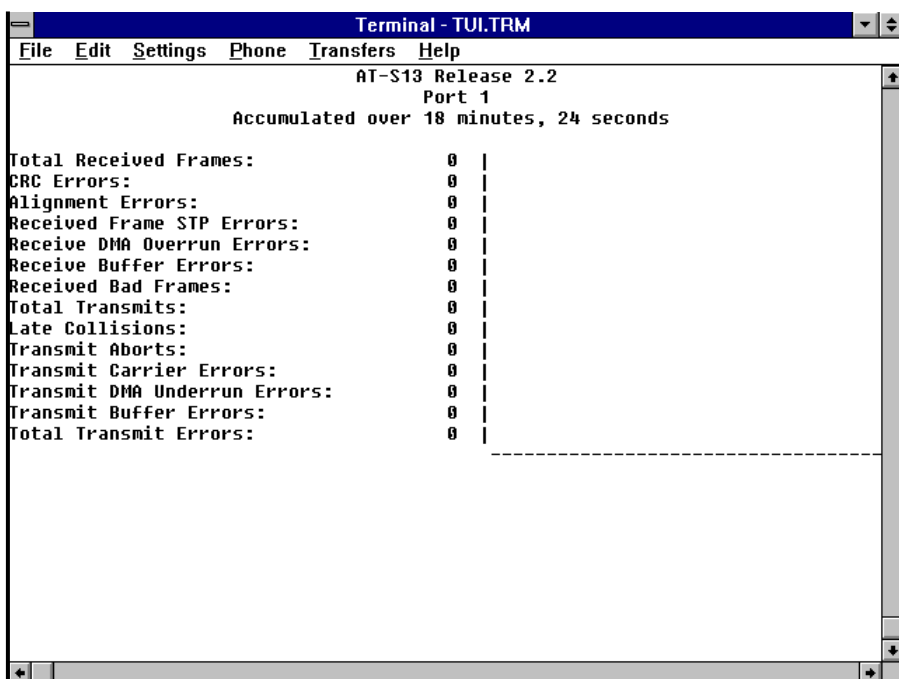 Terminal - TUI.TRM
File Edit Settings Phone Transfers Help
AT-S13 Release 2.2
Port 1
Accumulated over 18 minutes, 24 seconds
Total Received Frames: 0 |
CRC Errors: 0 |
Alignment Errors: 0 |
Received Frame STP Errors: 0 |
Receive DMA Overrun Errors: 0 |
Receive Buffer Errors: 0 |
Received Bad Frames: 0 |
Total Transmits: 0 |
Late Collisions: 0 |
Transmit Aborts: 0 |
Transmit Carrier Errors: 0 |
Transmit DMA Underrun Errors: 0 |
Transmit Buffer Errors: 0 |
Total Transmit Errors: 0 |